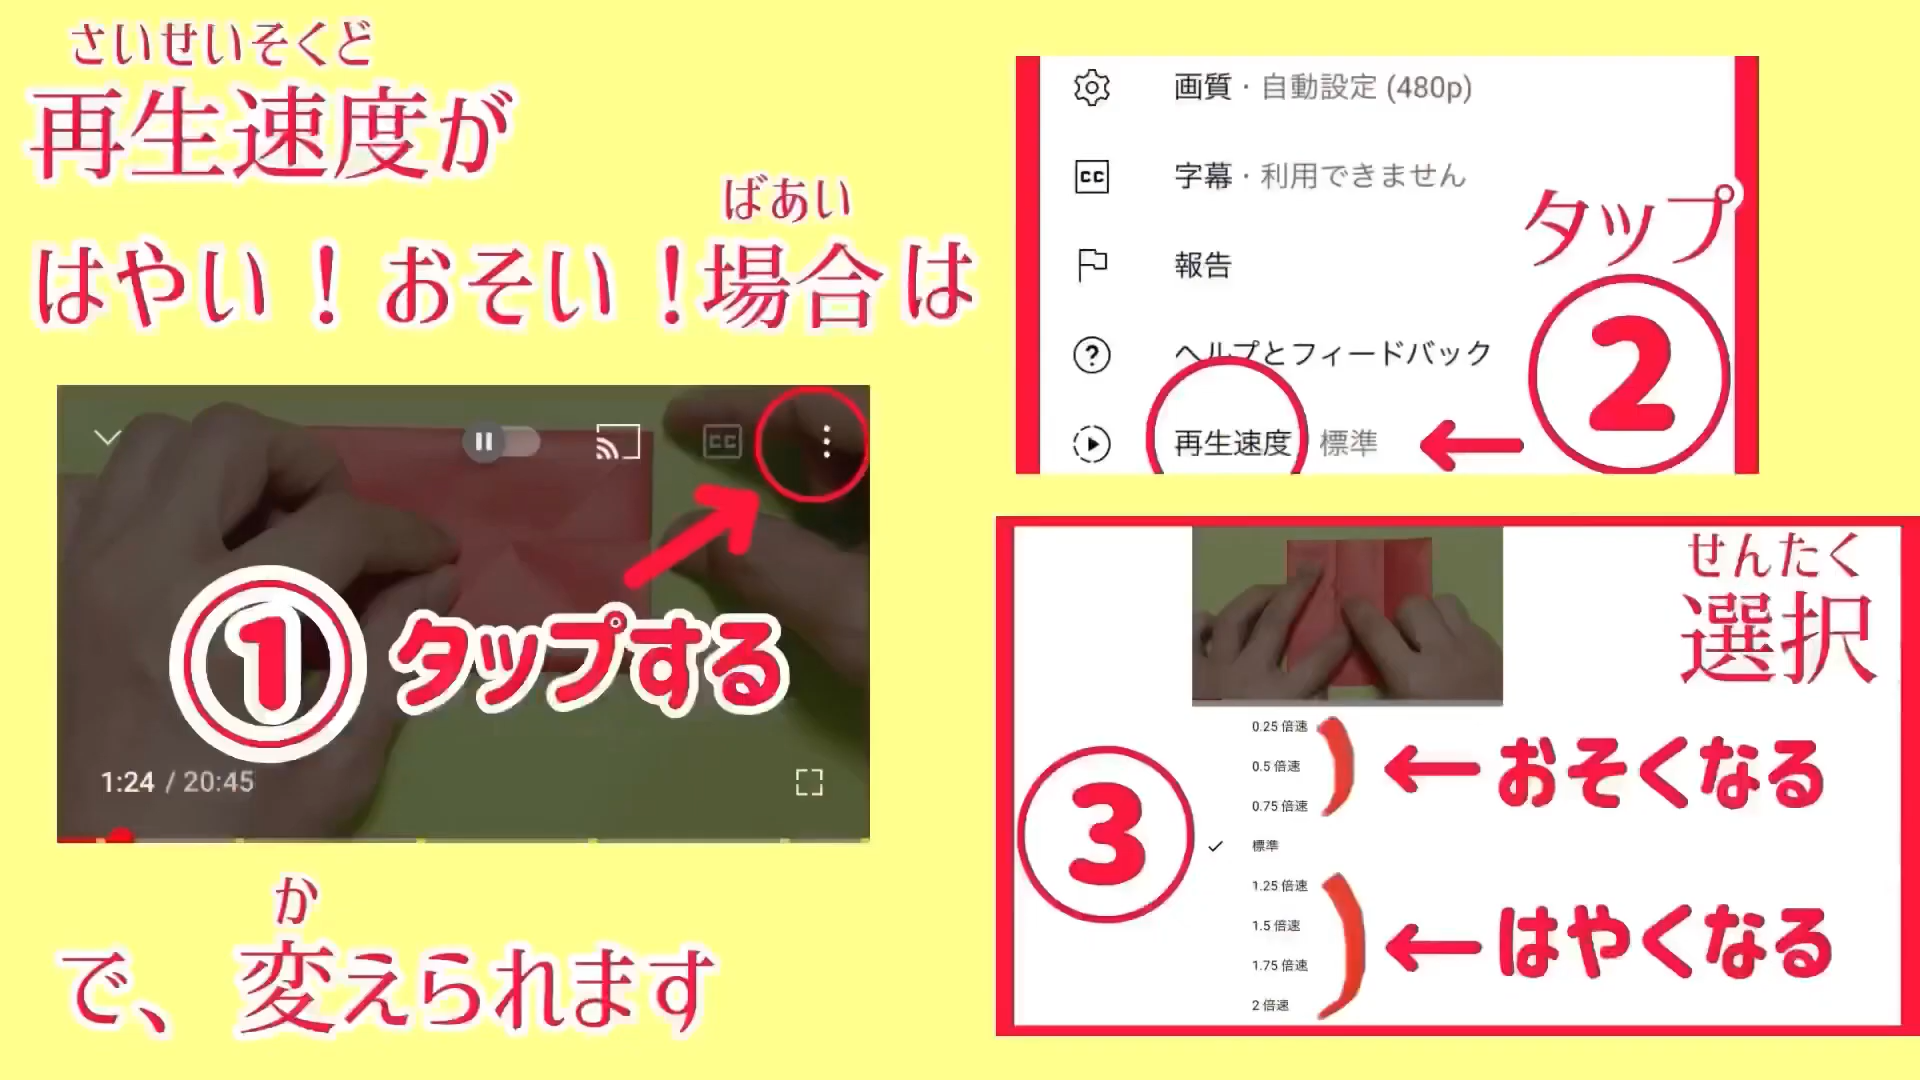 さいせいそくど
再生速度が
ばあい
はやい！おそい！場合は
1:24 / 20:45
① タップする
か
で、変えられます
画質・自動設定 (480p)
字幕・利用できません
報告
ヘルプとフィードバック
再生速度 標準
タップ
②
せんたく
選択
③
0.25 倍速
0.5 倍速
0.75 倍速
←おそくなる
標準
1.25 倍速
1.5 倍速
1.75 倍速
2 倍速
←はやくなる